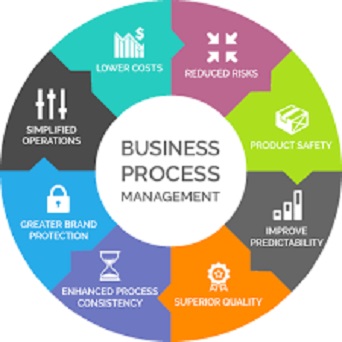 BUSINESS
PROCESS
MANAGEMENT
LOWER COSTS
REDUCED RISKS
PRODUCT SAFETY
IMPROVE
PREDICTABILITY
SUPERIOR QUALITY
ENHANCED PROCESS
CONSISTENCY
GREATER BRAND
PROTECTION
SIMPLIFIED
OPERATIONS